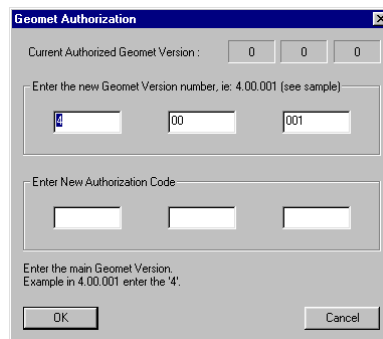 Geomet Authorization
Current Authorized Geomet Version : 0 0 0
Enter the new Geomet Version number, ie: 4.00.001 (see sample)
4 00 001
Enter New Authorization Code
Enter the main Geomet Version.
Example in 4.00.001 enter the '4'.
OK Cancel